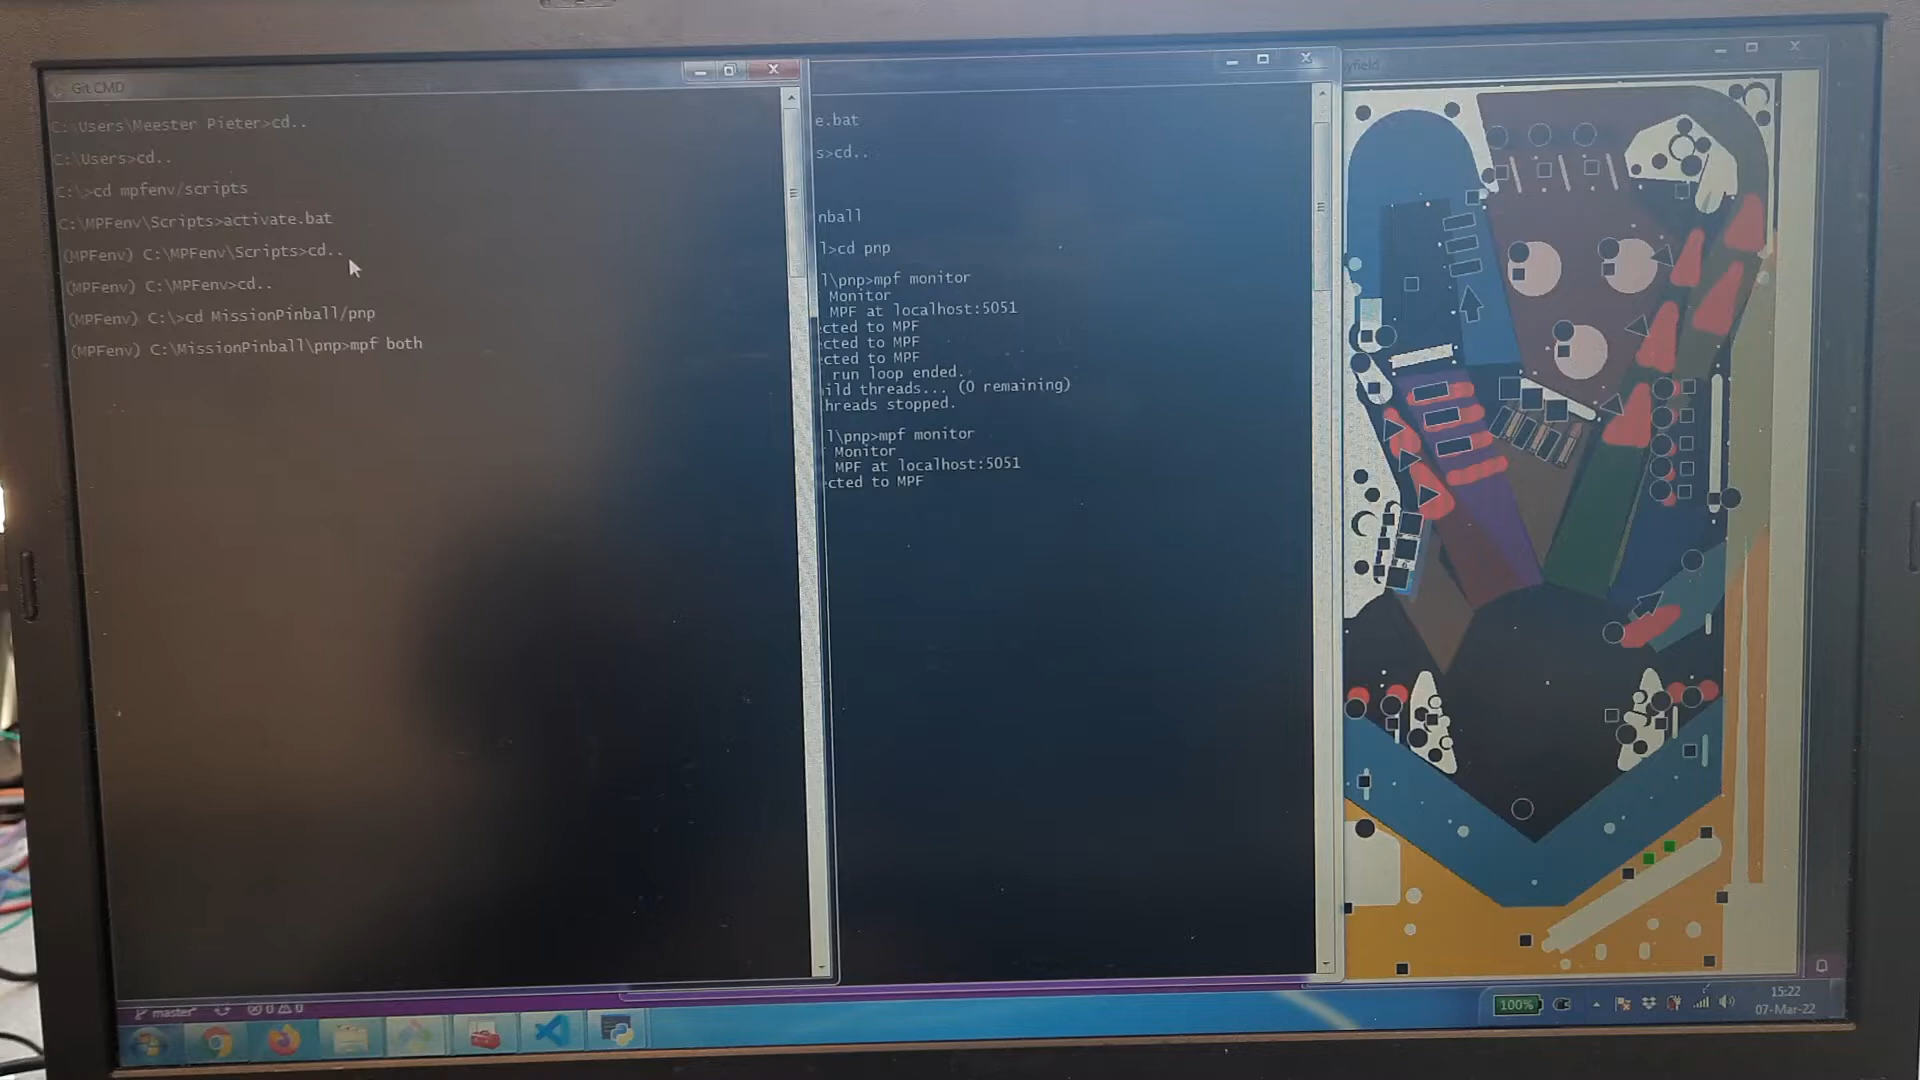 Git CMD
C:\Users\Meester Pieter>cd..
C:\Users>cd..
C:\>cd mpfenv/scripts
C:\MPFenv\Scripts>activate.bat
(MPFenv) C:\MPFenv\Scripts>cd..
(MPFenv) C:\MPFenv>cd..
(MPFenv) C:\>cd MissionPinball/pnp
(MPFenv) C:\MissionPinball\pnp>mpf both
e.bat
s>cd..
nball
l>cd pnp
l\pnp>mpf monitor
Monitor
MPF at localhost:5051
cted to MPF
cted to MPF
cted to MPF
run loop ended.
ild threads... (0 remaining)
hreads stopped.
l\pnp>mpf monitor
Monitor
MPF at localhost:5051
cted to MPF
yfield
master*
0 0
100%
15:22
07-Mar-22